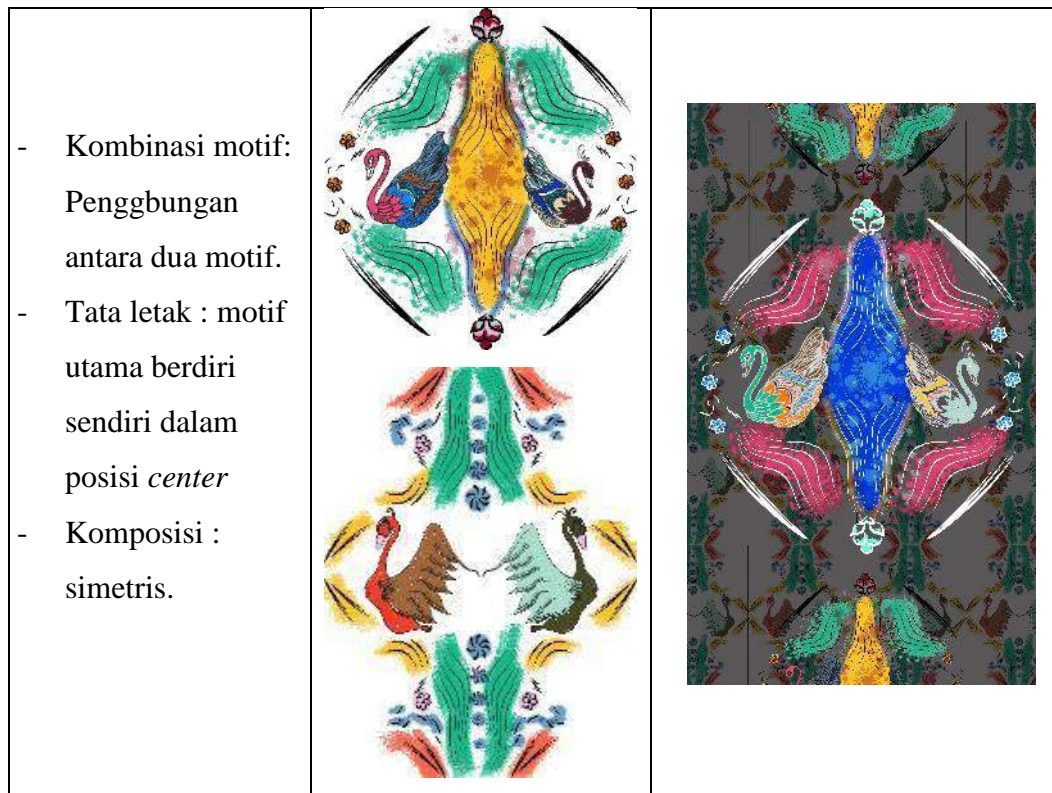 - Kombinasi motif:
Penggbungan
antara dua motif.
- Tata letak : motif
utama berdiri
sendiri dalam
posisi center
- Komposisi :
simetris.